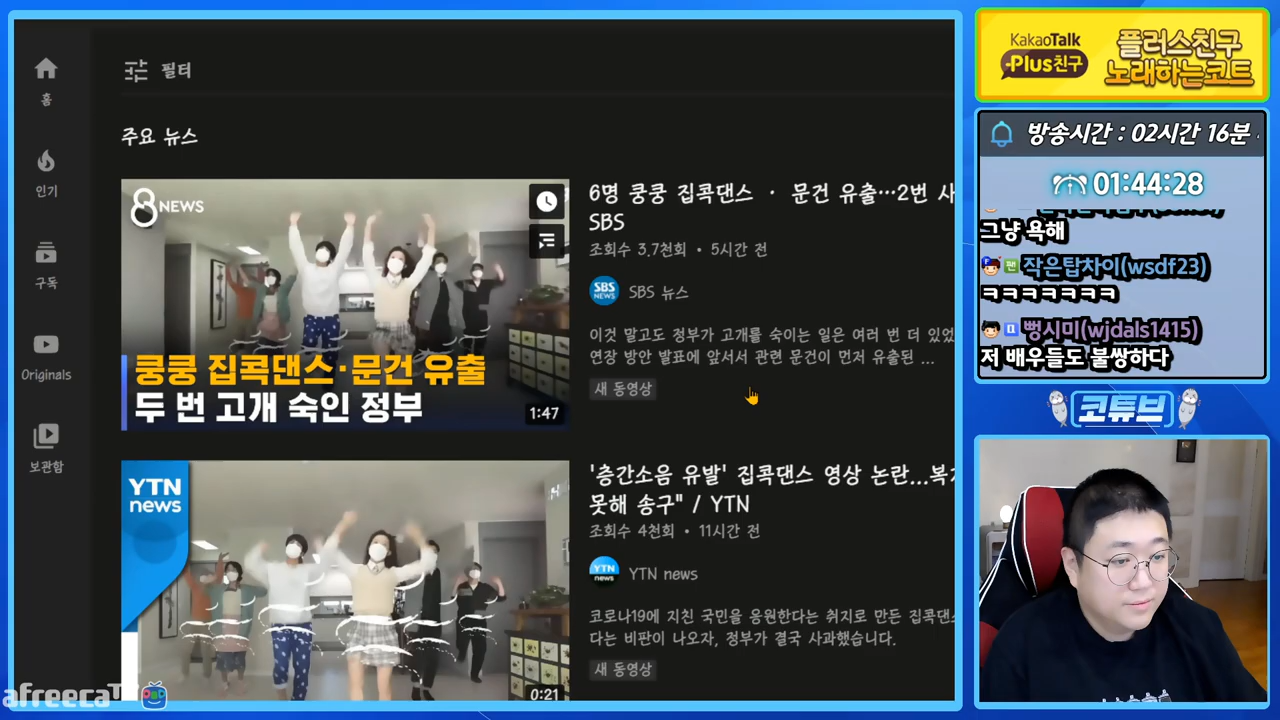 홈
인기
구독
Originals
보관함
필터
주요 뉴스
8 NEWS
쿵쿵 집콕댄스·문건 유출
두 번 고개 숙인 정부
1:47
6명 쿵쿵 집콕댄스 · 문건 유출…2번 사
SBS
조회수 3.7천회 • 5시간 전
SBS NEWS
SBS 뉴스
이것 말고도 정부가 고개를 숙이는 일은 여러 번 더 있었
연장 방안 발표에 앞서서 관련 문건이 먼저 유출된 ...
새 동영상
YTN
news
0:21
'층간소음 유발' 집콕댄스 영상 논란...복지
못해 송구" / YTN
조회수 4천회 • 11시간 전
YTN news
YTN news
코로나19에 지친 국민을 응원한다는 취지로 만든 집콕댄스
다는 비판이 나오자, 정부가 결국 사과했습니다.
새 동영상
afreecaTV
KakaoTalk
Plus친구
플러스친구
노래하는코트
방송시간 : 02시간 16분
01:44:28
그냥 욕해
팬 작은탑차이(wsdf23)
ㅋㅋㅋㅋㅋㅋㅋ
뻥시미(wjdals1415)
저 배우들도 불쌍하다
코튜브